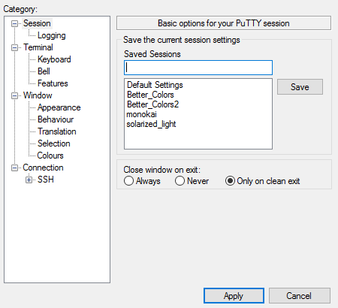 Category:
Session
Logging
Terminal
Keyboard
Bell
Features
Window
Appearance
Behaviour
Translation
Selection
Colours
Connection
SSH
Basic options for your PuTTY session
Save the current session settings
Saved Sessions
Default Settings
Better_Colors
Better_Colors2
monokai
solarized_light
Save
Close window on exit:
Always Never Only on clean exit
Apply Cancel